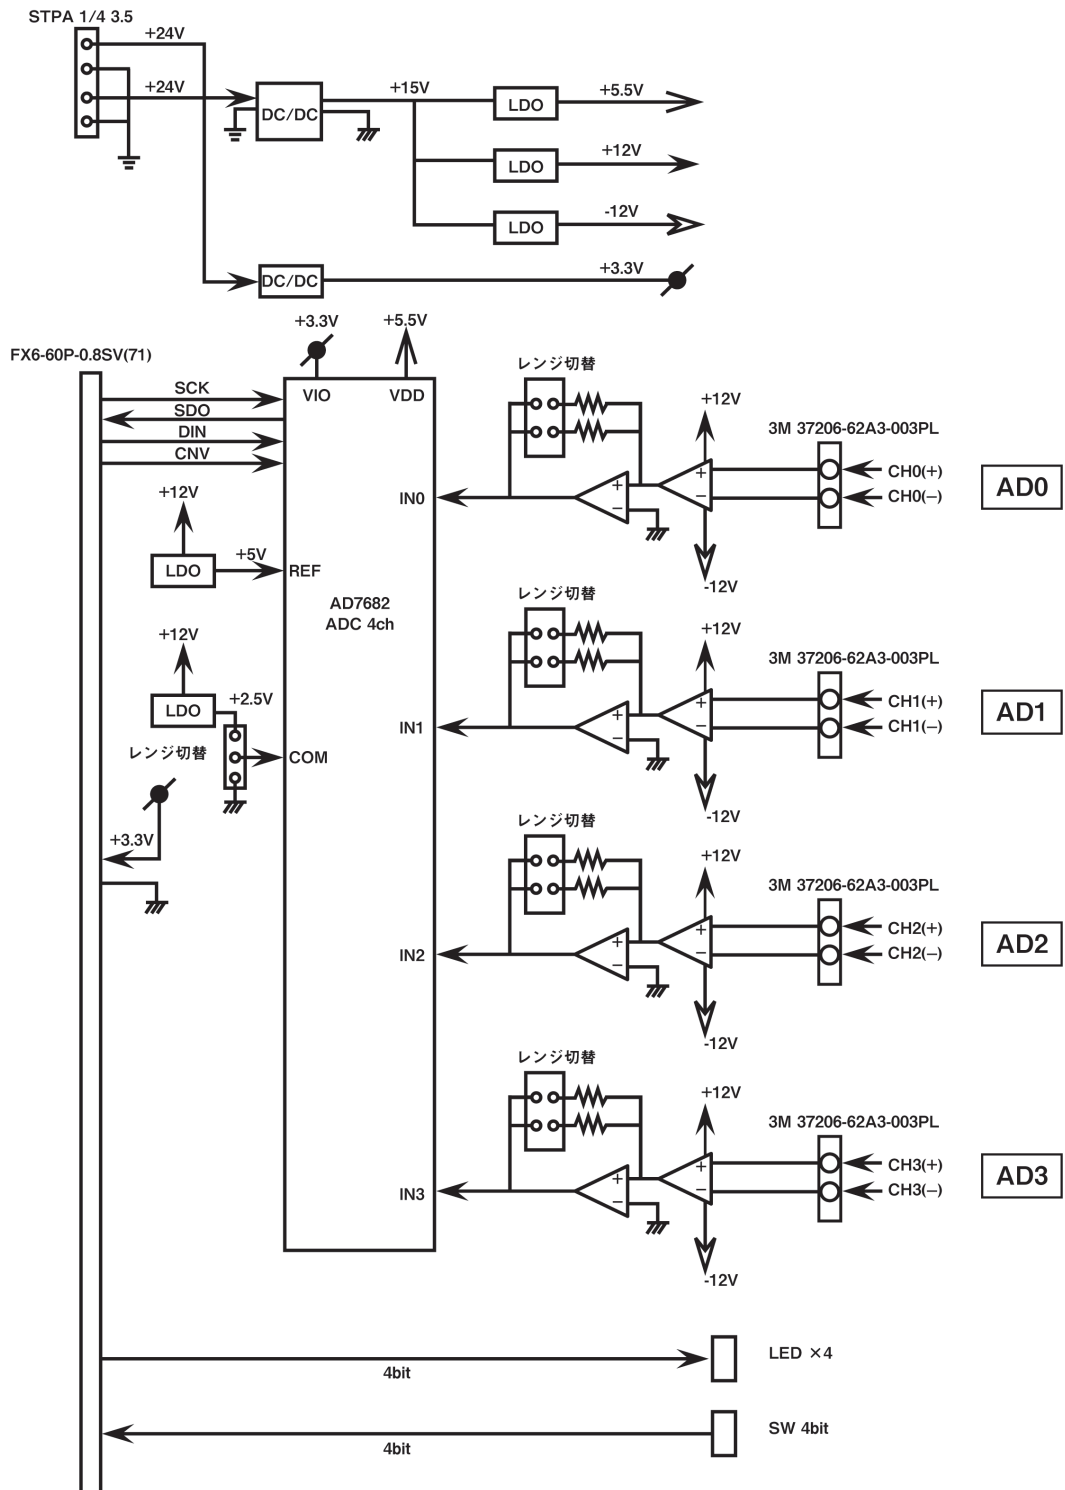 STPA 1/4 3.5
+24V
+24V
DC/DC
+15V
LDO
+5.5V
LDO
+12V
LDO
-12V
DC/DC
+3.3V
FX6-60P-0.8SV(71)
+3.3V
+5.5V
VIO
VDD
SCK
SDO
DIN
CNV
+12V
LDO
+5V
REF
AD7682
ADC 4ch
+12V
LDO
+2.5V
レンジ切替
COM
+3.3V
IN0
レンジ切替
+
−
+12V
+
−
-12V
3M 37206-62A3-003PL
CH0(+)
CH0(−)
AD0
IN1
レンジ切替
+
−
+12V
+
−
-12V
3M 37206-62A3-003PL
CH1(+)
CH1(−)
AD1
IN2
レンジ切替
+
−
+12V
+
−
-12V
3M 37206-62A3-003PL
CH2(+)
CH2(−)
AD2
IN3
レンジ切替
+
−
+12V
+
−
-12V
3M 37206-62A3-003PL
CH3(+)
CH3(−)
AD3
4bit
LED ×4
4bit
SW 4bit